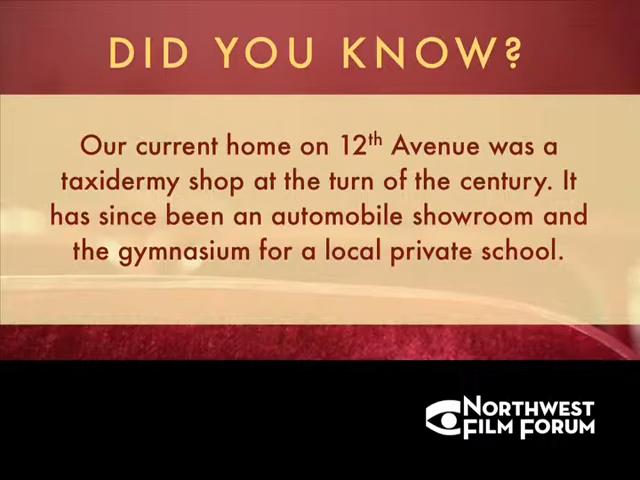 DID YOU KNOW?
Our current home on 12th Avenue was a
taxidermy shop at the turn of the century. It
has since been an automobile showroom and
the gymnasium for a local private school.
NORTHWEST
FILM FORUM